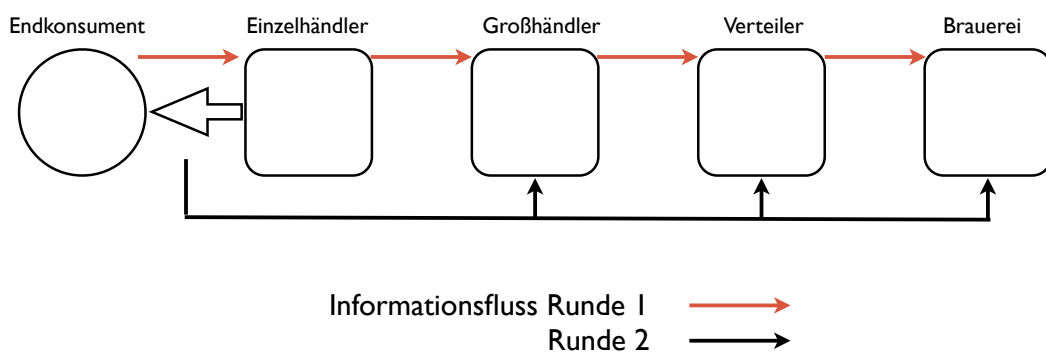 Endkonsument Einzelhändler Großhändler Verteiler Brauerei
Informationsfluss Runde 1
Runde 2